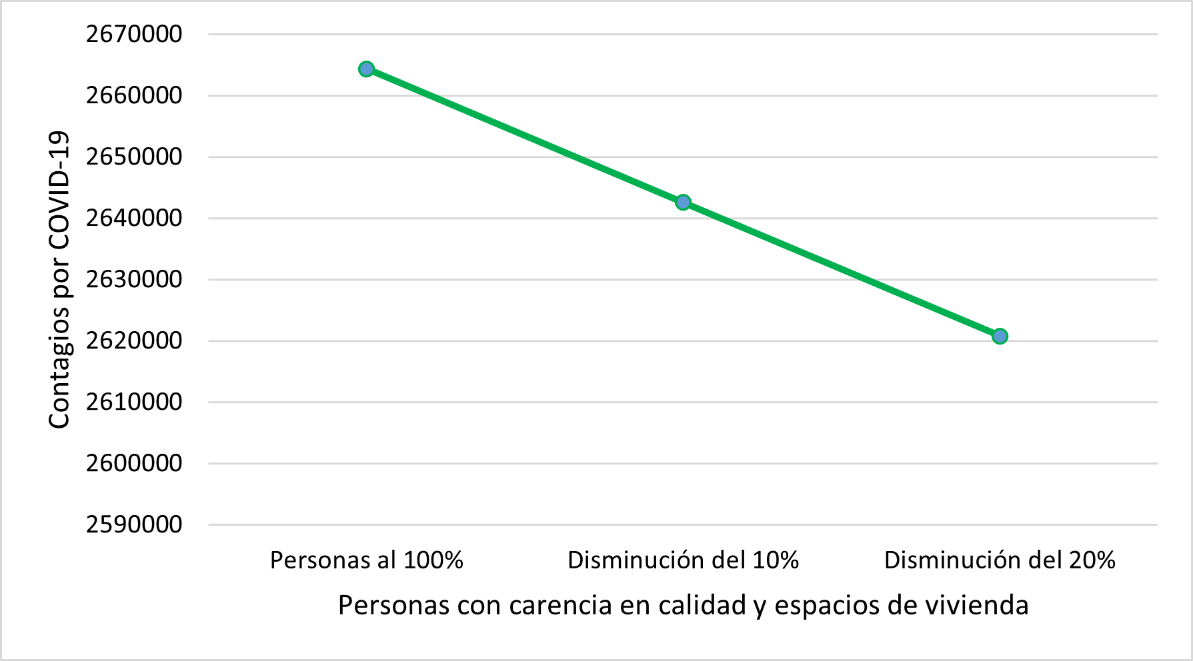 2670000
2660000
2650000
2640000
2630000
2620000
2610000
2600000
2590000
Contagios por COVID-19
Personas al 100%
Disminución del 10%
Disminución del 20%
Personas con carencia en calidad y espacios de vivienda